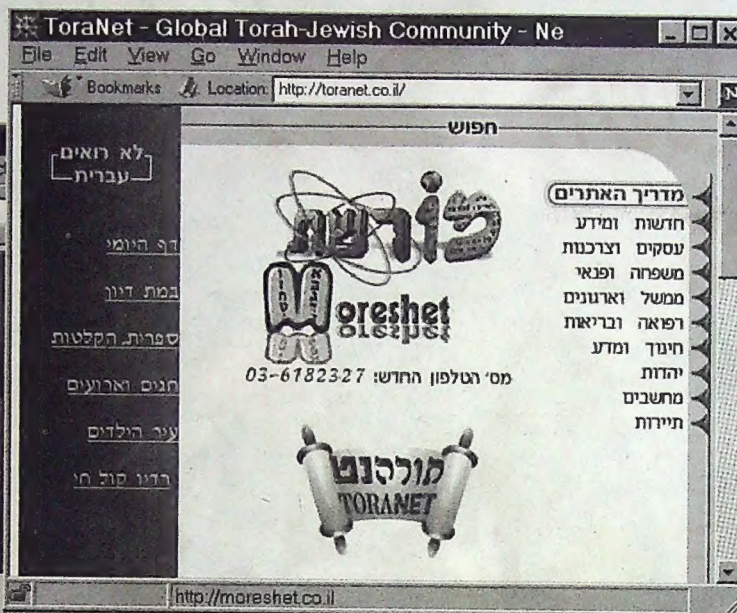 ToraNet - Global Torah-Jewish Community - Ne
File Edit View Go Window Help
Bookmarks Location: http://toranet.co.il/
N
חפוש
לא רואים
עברית
דף היומי
במת דיון
ספרית הקלטות
חגים וארועים
עיר הילדים
רדיו קול חי
מורשת
Moreshet
מס' הטלפון החדש: 03-6182327
תורהנט
TORANET
מדריך האתרים
חדשות ומידע
עסקים וצרכנות
משפחה ופנאי
ממשל וארגונים
רפואה ובריאות
חינוך ומדע
יהדות
מחשבים
תיירות
http://moreshet.co.il